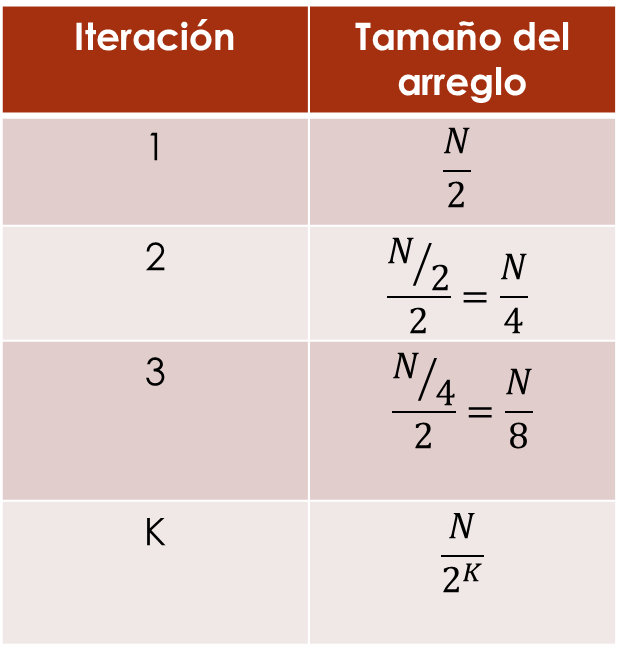 Iteración
Tamaño del
arreglo
1
N/2
2
(N/2)/2 = N/4
3
(N/4)/2 = N/8
K
N/2^K